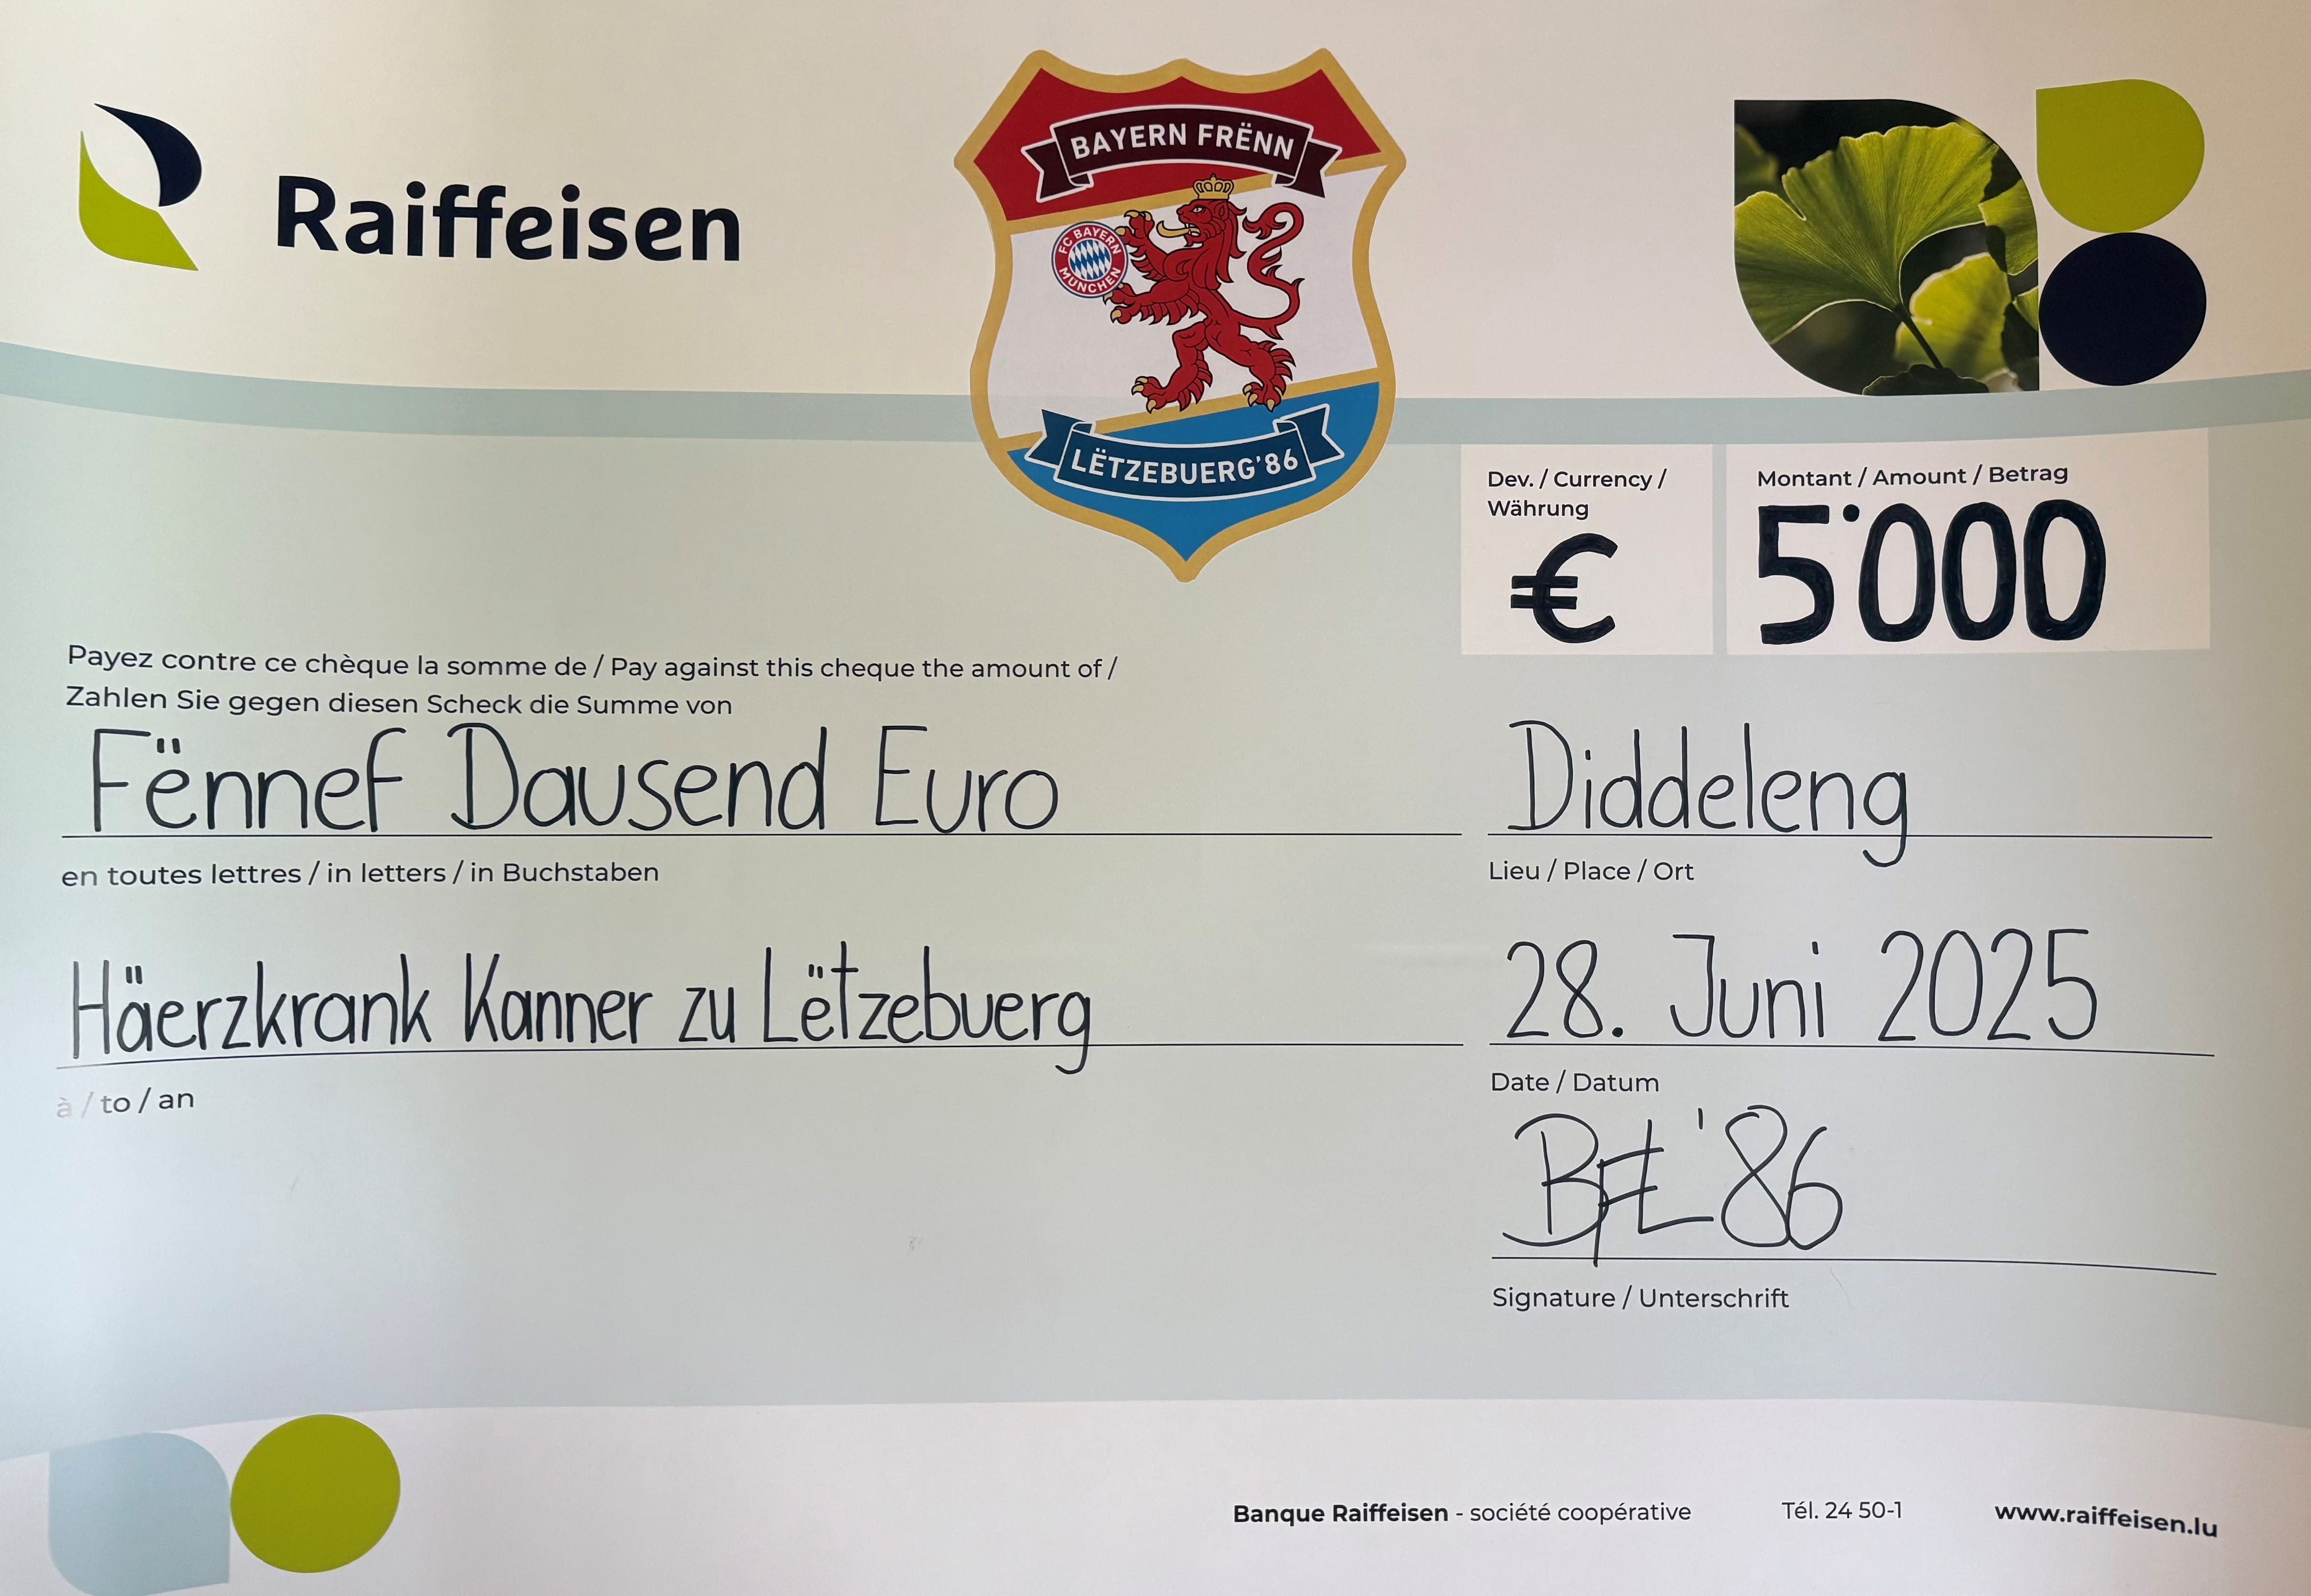 Raiffeisen
BAYERN FRËNN
FC BAYERN
MÜNCHEN
LËTZEBUERG'86
Dev. / Currency /
Währung
€
Montant / Amount / Betrag
5'000
Payez contre ce chèque la somme de / Pay against this cheque the amount of /
Zahlen Sie gegen diesen Scheck die Summe von
Fënnef Dausend Euro
en toutes lettres / in letters / in Buchstaben
Diddeleng
Lieu / Place / Ort
Häerzkrank Kanner zu Lëtzebuerg
à / to / an
28. Juni 2025
Date / Datum
BFL'86
Signature / Unterschrift
Banque Raiffeisen - société coopérative
Tél. 24 50-1
www.raiffeisen.lu